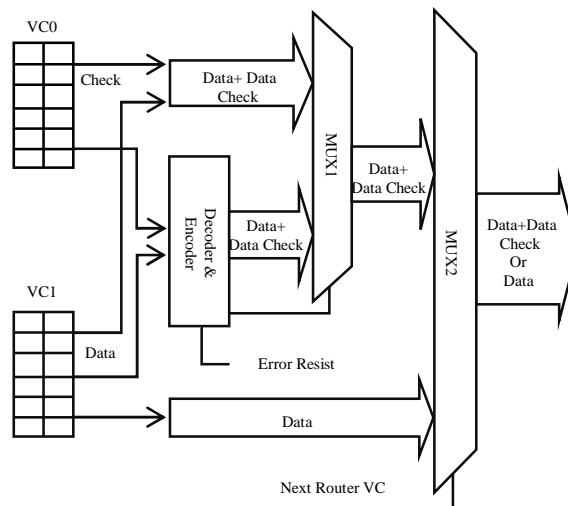 VC0
Check
Data+ Data
Check
MUX1
Data+
Data Check
Decoder &
Encoder
Data+
Data Check
MUX2
Data+Data
Check
Or
Data
VC1
Data
Error Resist
Data
Next Router VC